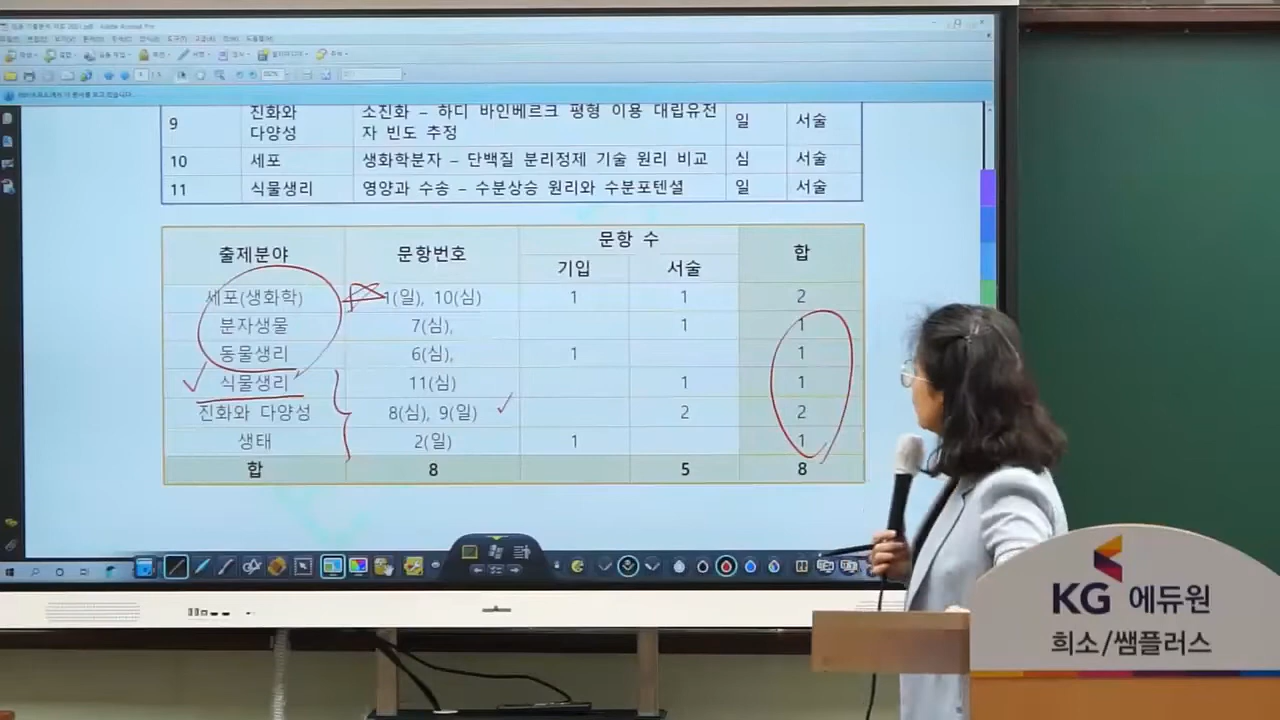 9 진화와 다양성 소진화 – 하디 바인베르크 평형 이용 대립유전자 빈도 추정 일 서술
10 세포 생화학분자 – 단백질 분리정제 기술 원리 비교 심 서술
11 식물생리 영양과 수송 – 수분상승 원리와 수분포텐셜 일 서술
출제분야 문항번호 문항 수 합
기입 서술
세포(생화학) 1(일), 10(심) 1 1 2
분자생물 7(심), 1 1
동물생리 6(심), 1 1
식물생리 11(심) 1 1
진화와 다양성 8(심), 9(일) 2 2
생태 2(일) 1 1
합 8 5 8
KG 에듀원
희소/쌤플러스